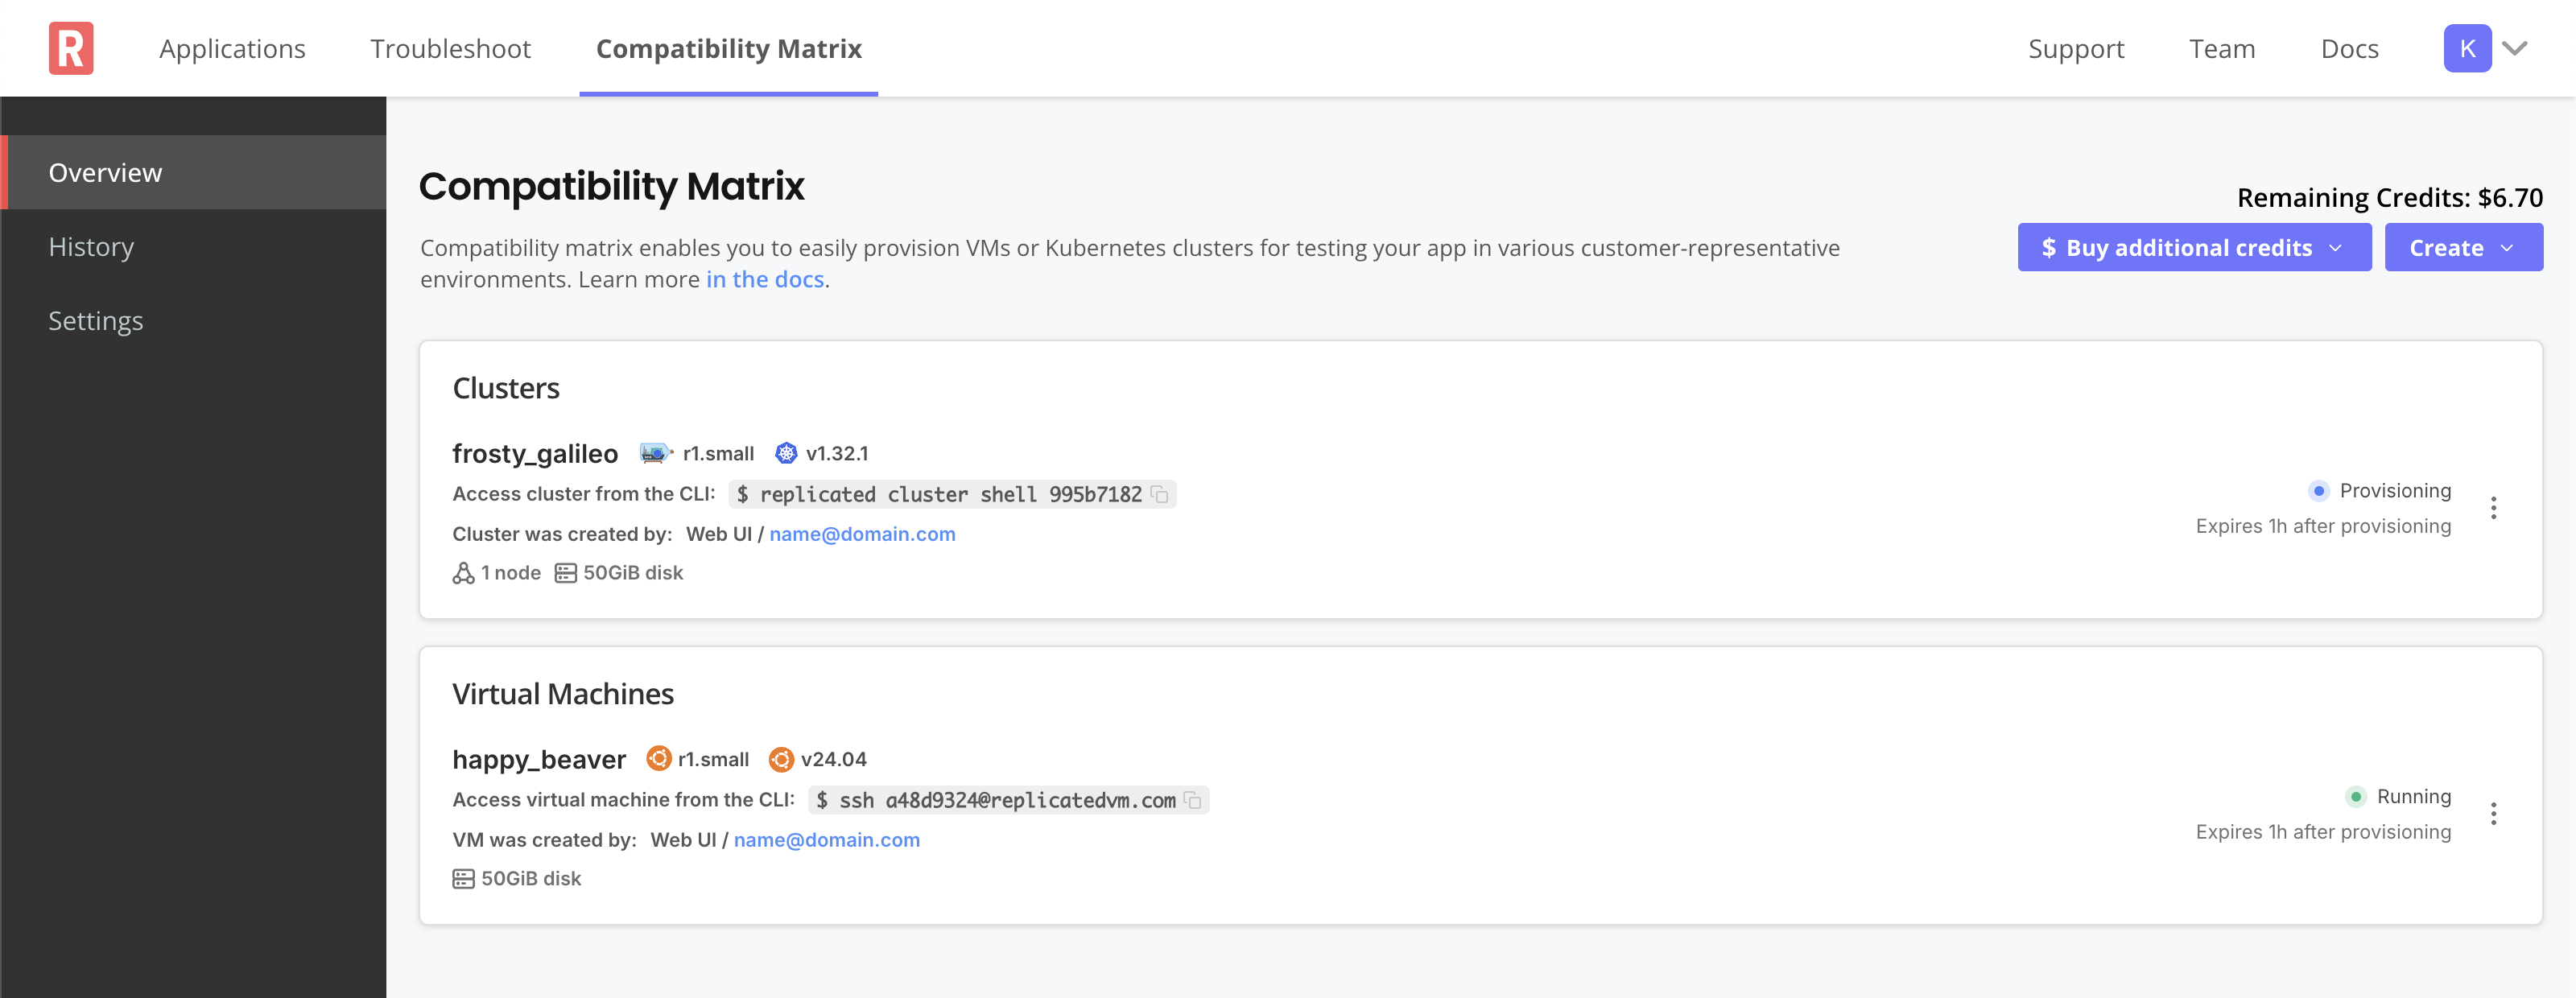 R Applications Troubleshoot Compatibility Matrix Support Team Docs K
Overview
History
Settings
Compatibility Matrix
Remaining Credits: $6.70
Compatibility matrix enables you to easily provision VMs or Kubernetes clusters for testing your app in various customer-representative
environments. Learn more in the docs.
$ Buy additional credits
Create
Clusters
frosty_galileo r1.small v1.32.1
Access cluster from the CLI: $ replicated cluster shell 995b7182
Cluster was created by: Web UI / name@domain.com
1 node 50GiB disk
Provisioning
Expires 1h after provisioning
Virtual Machines
happy_beaver r1.small v24.04
Access virtual machine from the CLI: $ ssh a48d9324@replicatedvm.com
VM was created by: Web UI / name@domain.com
50GiB disk
Running
Expires 1h after provisioning